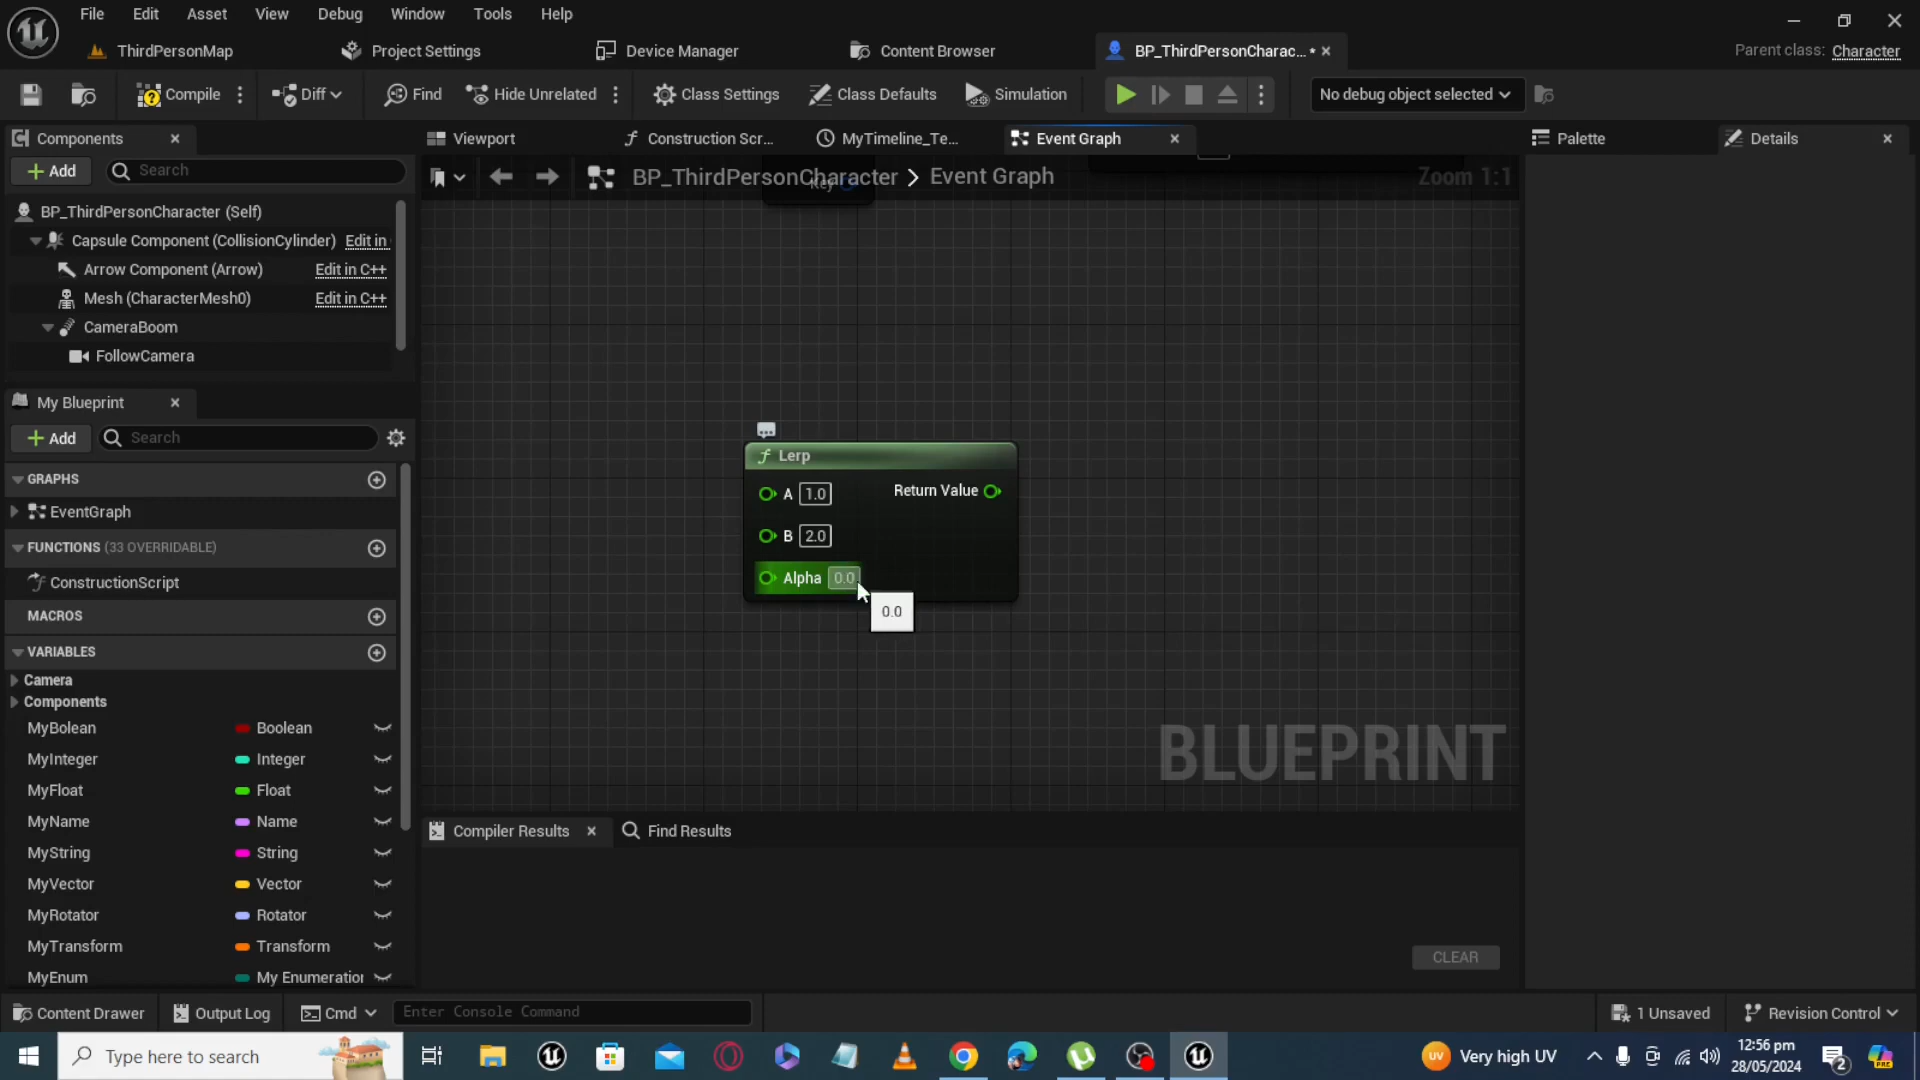 File Edit Asset View Debug Window Tools Help
ThirdPersonMap Project Settings Device Manager Content Browser BP_ThirdPersonCharac... * Parent class: Character
Compile Diff Find Hide Unrelated Class Settings Class Defaults Simulation No debug object selected
Components Viewport Construction Scr... MyTimeline_Te... Event Graph Palette Details
Add Search
BP_ThirdPersonCharacter > Event Graph Zoom 1:1
Key
BP_ThirdPersonCharacter (Self)
Capsule Component (CollisionCylinder) Edit in
Arrow Component (Arrow) Edit in C++
Mesh (CharacterMesh0) Edit in C++
CameraBoom
FollowCamera
My Blueprint
Add Search
GRAPHS
EventGraph
FUNCTIONS (33 OVERRIDABLE)
ConstructionScript
MACROS
VARIABLES
Camera
Components
MyBolean Boolean
MyInteger Integer
MyFloat Float
MyName Name
MyString String
MyVector Vector
MyRotator Rotator
MyTransform Transform
MyEnum My Enumeration
f Lerp
A 1.0 Return Value
B 2.0
Alpha 0.0
0.0
BLUEPRINT
Compiler Results Find Results
CLEAR
Content Drawer Output Log Cmd Enter Console Command 1 Unsaved Revision Control
Type here to search UV Very high UV 12:56 pm
28/05/2024 2 PRE